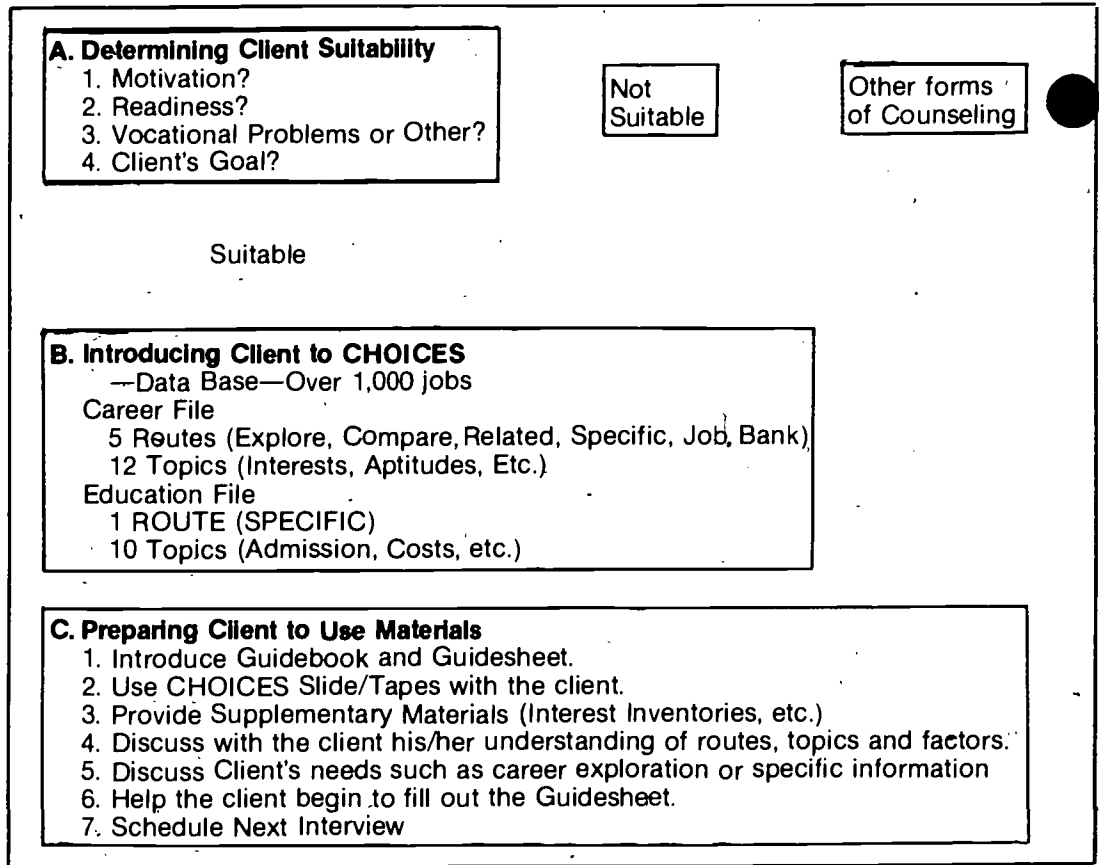 A. Determining Client Suitability
1. Motivation?
2. Readiness?
3. Vocational Problems or Other?
4. Client's Goal?
Not
Suitable
Other forms
of Counseling
Suitable
B. Introducing Client to CHOICES
—Data Base—Over 1,000 jobs
Career File
5 Routes (Explore, Compare, Related, Specific, Job, Bank)
12 Topics (Interests, Aptitudes, Etc.)
Education File
1 ROUTE (SPECIFIC)
10 Topics (Admission, Costs, etc.)
C. Preparing Client to Use Materials
1. Introduce Guidebook and Guidesheet.
2. Use CHOICES Slide/Tapes with the client.
3. Provide Supplementary Materials (Interest Inventories, etc.)
4. Discuss with the client his/her understanding of routes, topics and factors.
5. Discuss Client's needs such as career exploration or specific information
6. Help the client begin to fill out the Guidesheet.
7. Schedule Next Interview